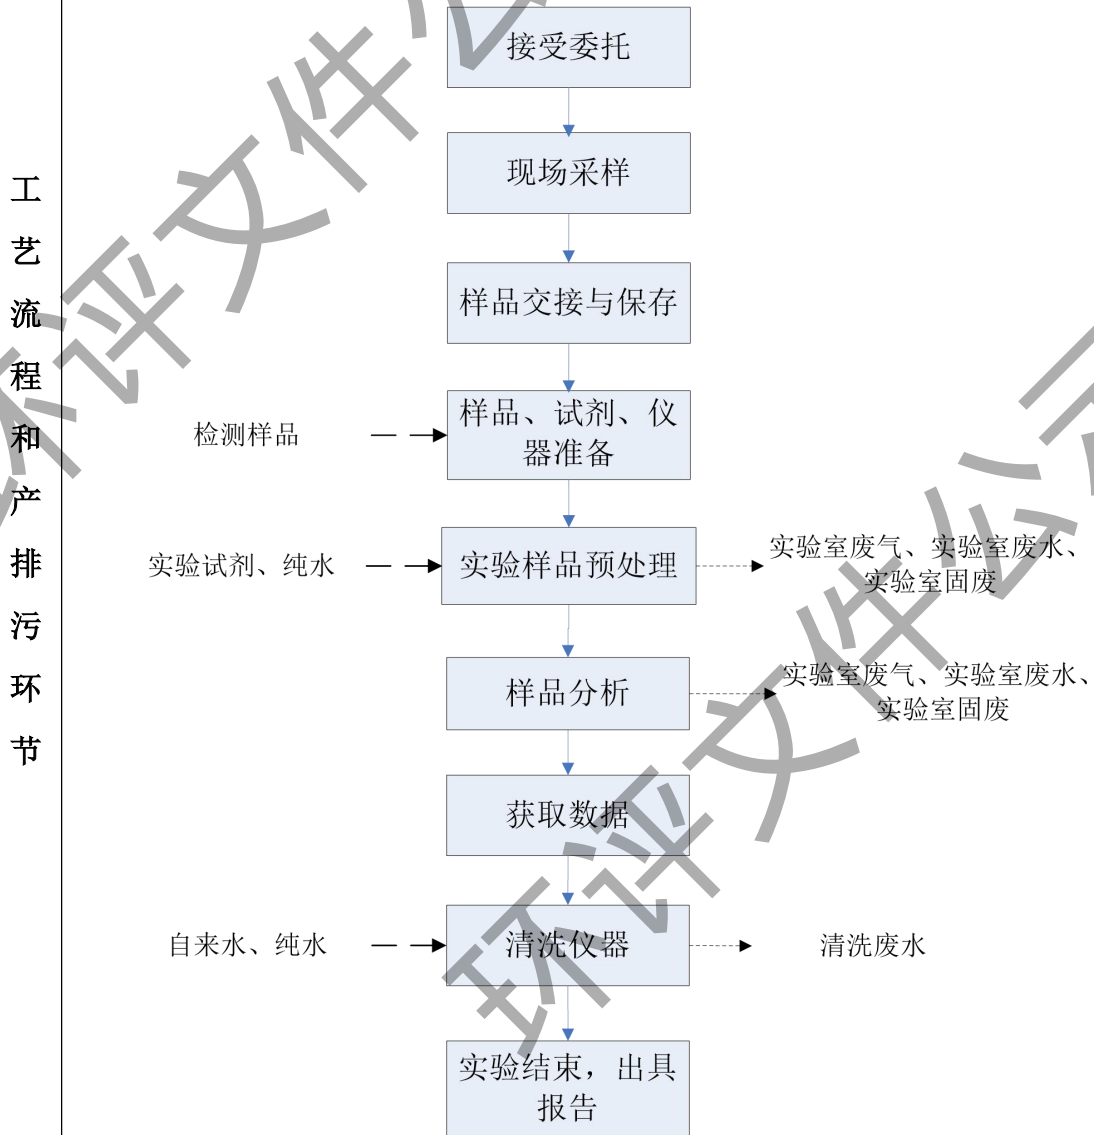 工
艺
流
程
和
产
排
污
环
节
接受委托
现场采样
样品交接与保存
检测样品
样品、试剂、仪
器准备
实验试剂、纯水
实验样品预处理
实验室废气、实验室废水、
实验室固废
样品分析
实验室废气、实验室废水、
实验室固废
获取数据
自来水、纯水
清洗仪器
清洗废水
实验结束，出具
报告
环评文件公
环评文件公司